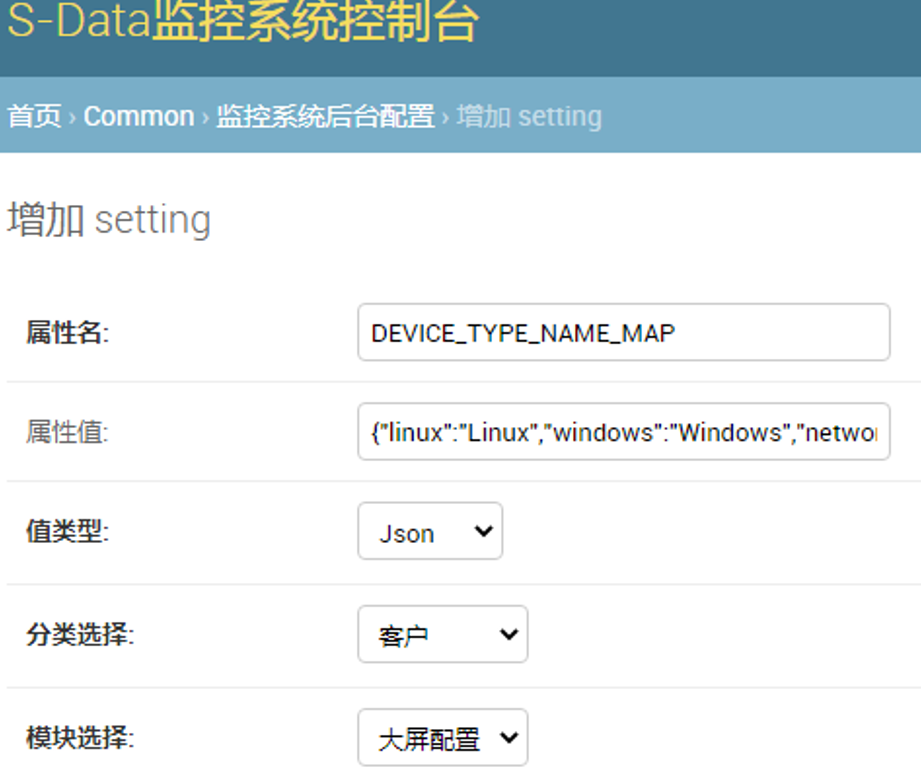 S-Data监控系统控制台
首页 › Common › 监控系统后台配置 › 增加 setting
增加 setting
属性名: DEVICE_TYPE_NAME_MAP
属性值: {"linux":"Linux","windows":"Windows","networ
值类型: Json
分类选择: 客户
模块选择: 大屏配置